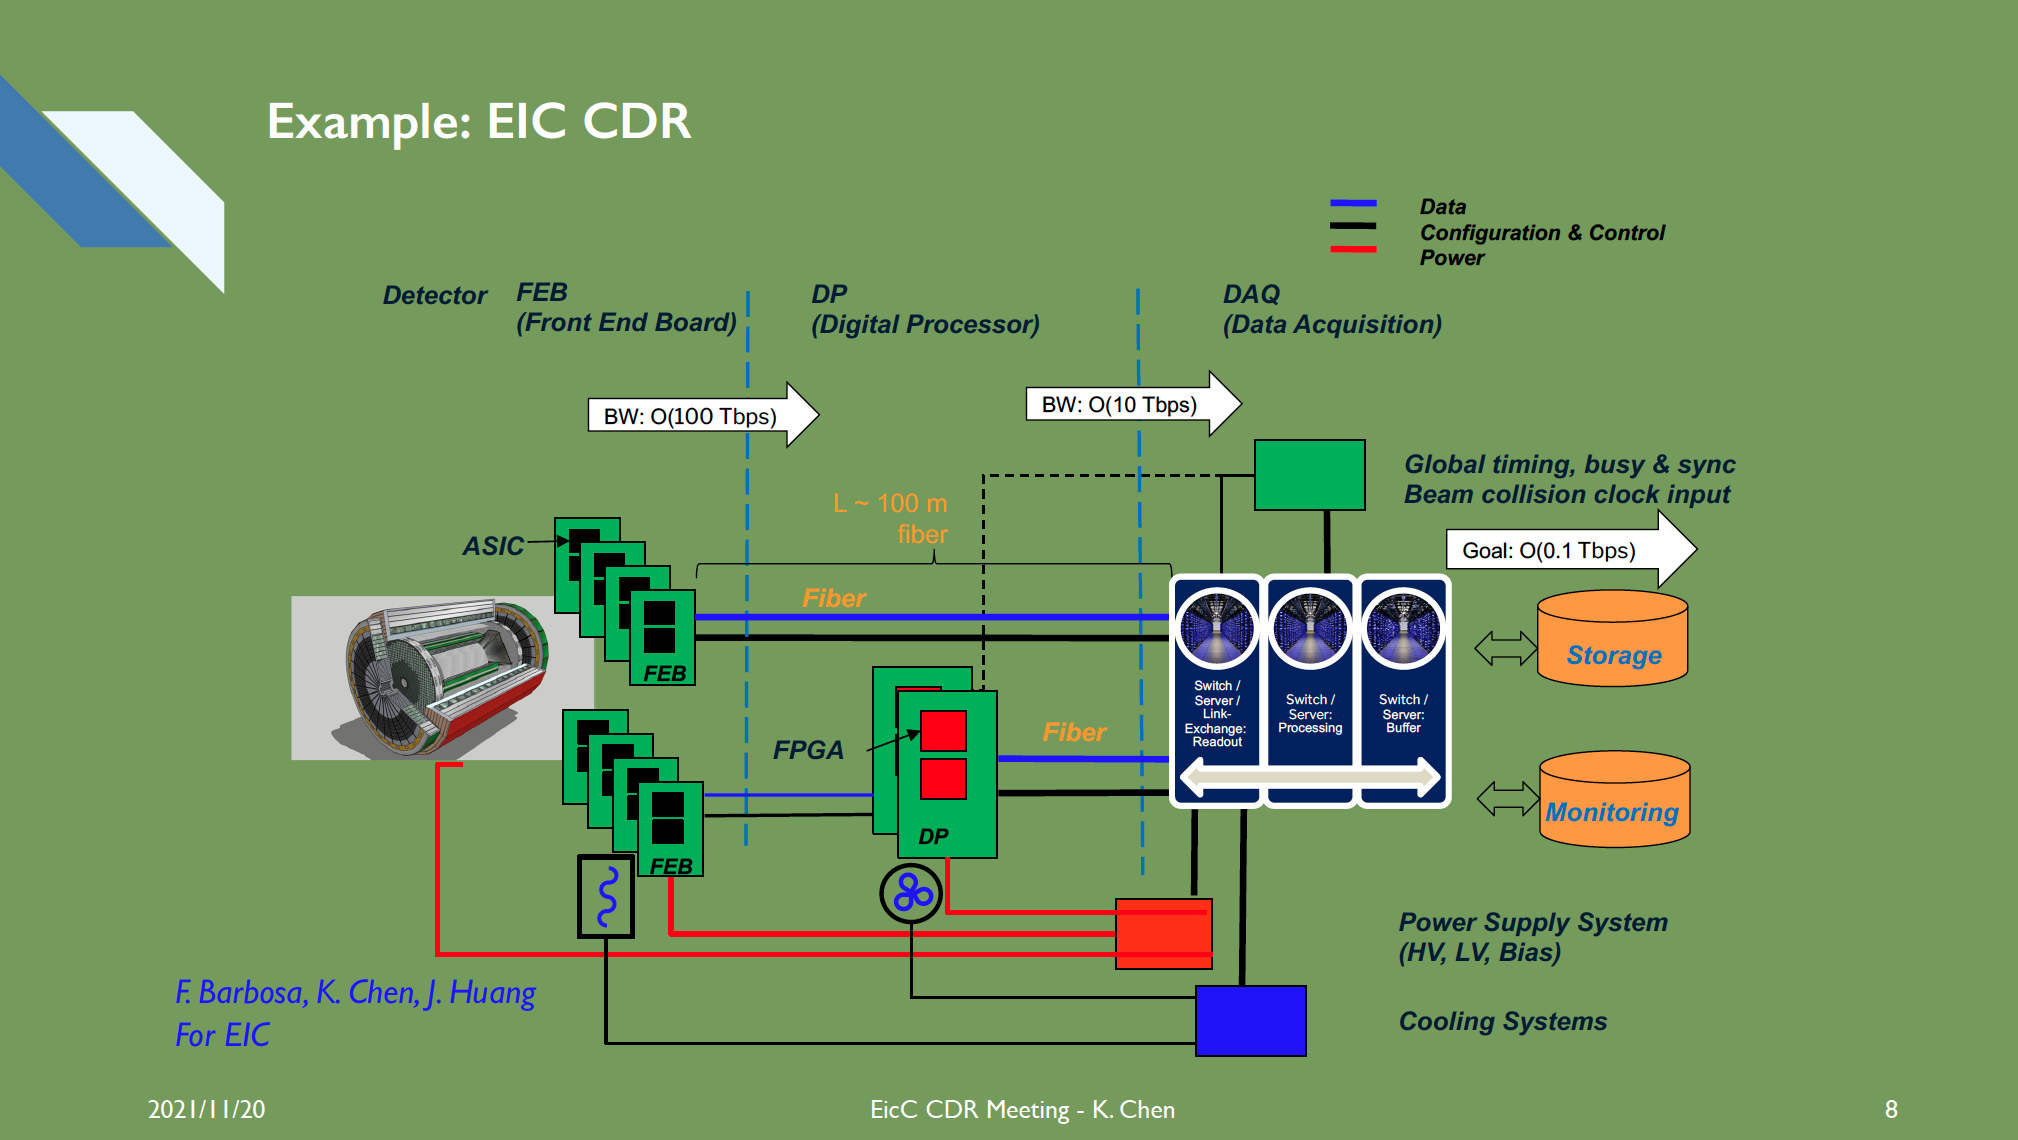 Example: EIC CDR
Data
Configuration & Control
Power
Detector
FEB
(Front End Board)
DP
(Digital Processor)
DAQ
(Data Acquisition)
BW: O(100 Tbps)
BW: O(10 Tbps)
Global timing, busy & sync
Beam collision clock input
L ~ 100 m
fiber
ASIC
Goal: O(0.1 Tbps)
Fiber
FEB
Storage
Switch /
Server /
Link-
Exchange:
Readout
Switch /
Server:
Processing
Switch /
Server:
Buffer
FPGA
Fiber
Monitoring
DP
FEB
Power Supply System
(HV, LV, Bias)
F. Barbosa, K. Chen, J. Huang
For EIC
Cooling Systems
2021/11/20
EicC CDR Meeting - K. Chen
8